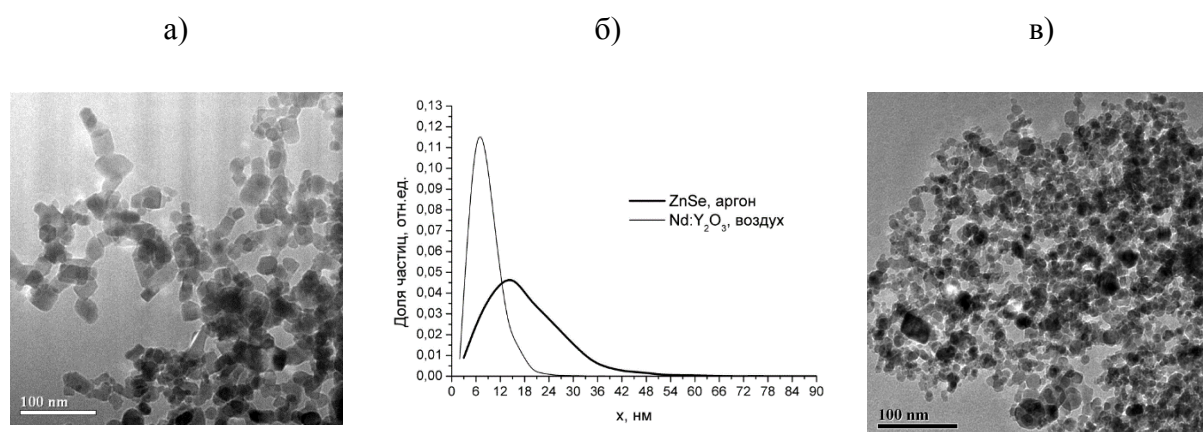 а)
б)
в)
100 nm
Доля частиц, отн.ед.
0,13
0,12
0,11
0,10
0,09
0,08
0,07
0,06
0,05
0,04
0,03
0,02
0,01
0,00
ZnSe, аргон
Nd:Y₂O₃, воздух
0 6 12 18 24 30 36 42 48 54 60 66 72 78 84 90
x, нм
100 nm